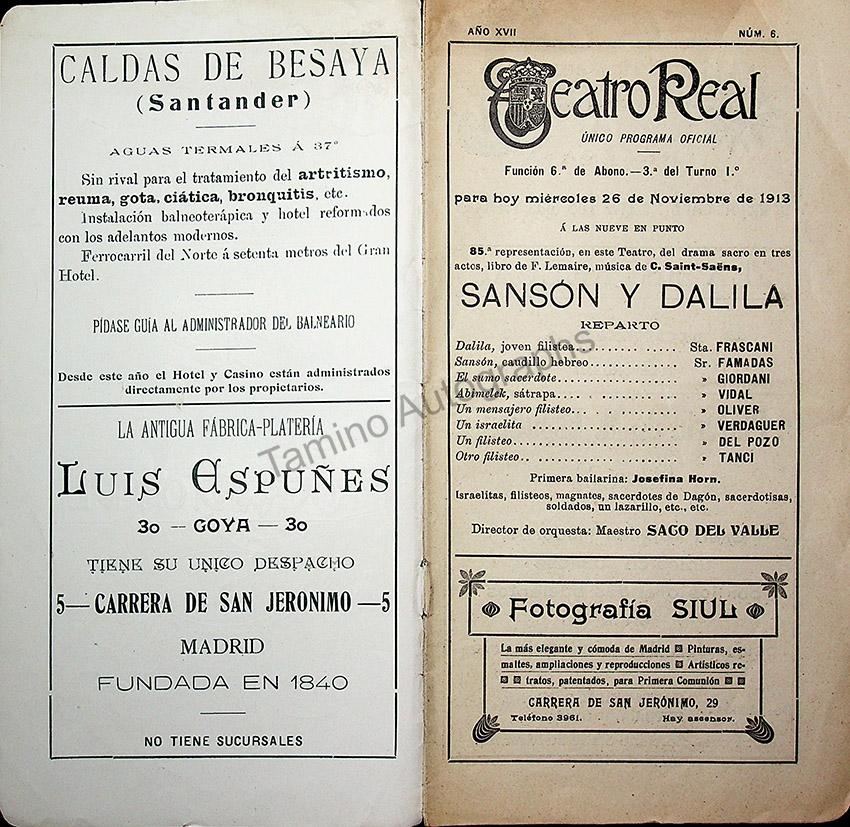 CALDAS DE BESAYA
(Santander)
AGUAS TERMALES Á 37º
Sin rival para el tratamiento del artritismo,
reuma, gota, ciática, bronquitis, etc.
Instalación balneoterápica y hotel reformados
con los adelantos modernos.
Ferrocarril del Norte á setenta metros del Gran
Hotel.
PÍDASE GUÍA AL ADMINISTRADOR DEL BALNEARIO
Desde este año el Hotel y Casino están administrados
directamente por los propietarios.
LA ANTIGUA FÁBRICA-PLATERÍA
LUIS ESPUÑES
30 — GOYA — 30
TIENE SU UNICO DESPACHO
5— CARRERA DE SAN JERONIMO —5
MADRID
FUNDADA EN 1840
NO TIENE SUCURSALES
AÑO XVII NÚM. 6.
Teatro Real
ÚNICO PROGRAMA OFICIAL
Función 6.ª de Abono.—3.ª del Turno 1.º
para hoy miércoles 26 de Noviembre de 1913
Á LAS NUEVE EN PUNTO
85.ª representación, en este Teatro, del drama sacro en tres
actos, libro de F. Lemaire, música de C. Saint-Saëns,
SANSÓN Y DALILA
REPARTO
Dalila, joven filistea.............. Sta. FRASCANI
Sansón, caudillo hebreo.............. Sr. FAMADAS
El sumo sacerdote.............. » GIORDANI
Abimelek, sátrapa.............. » VIDAL
Un mensajero filisteo.............. » OLIVER
Un israelita .............. » VERDAGUER
Un filisteo.............. » DEL POZO
Otro filisteo.............. » TANCI
Primera bailarina: Josefina Horn.
Israelitas, filisteos, magnates, sacerdotes de Dagón, sacerdotisas,
soldados, un lazarillo, etc., etc.
Director de orquesta: Maestro SACO DEL VALLE
Fotografía SIUL
La más elegante y cómoda de Madrid Pinturas, es-
maltes, ampliaciones y reproducciones Artísticos re-
tratos, patentados, para Primera Comunión
CARRERA DE SAN JERÓNIMO, 29
Teléfono 3961. Hay ascensor.
Tamino Autographs